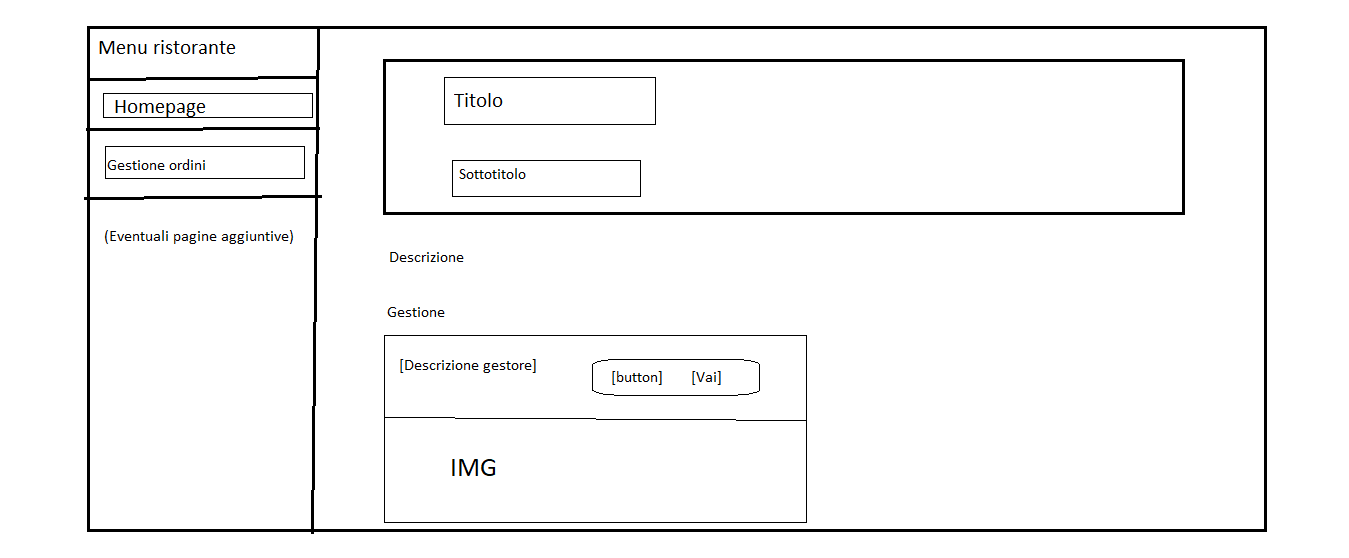 Menu ristorante
Homepage
Gestione ordini
(Eventuali pagine aggiuntive)
Titolo
Sottotitolo
Descrizione
Gestione
[Descrizione gestore]
[button] [Vai]
IMG